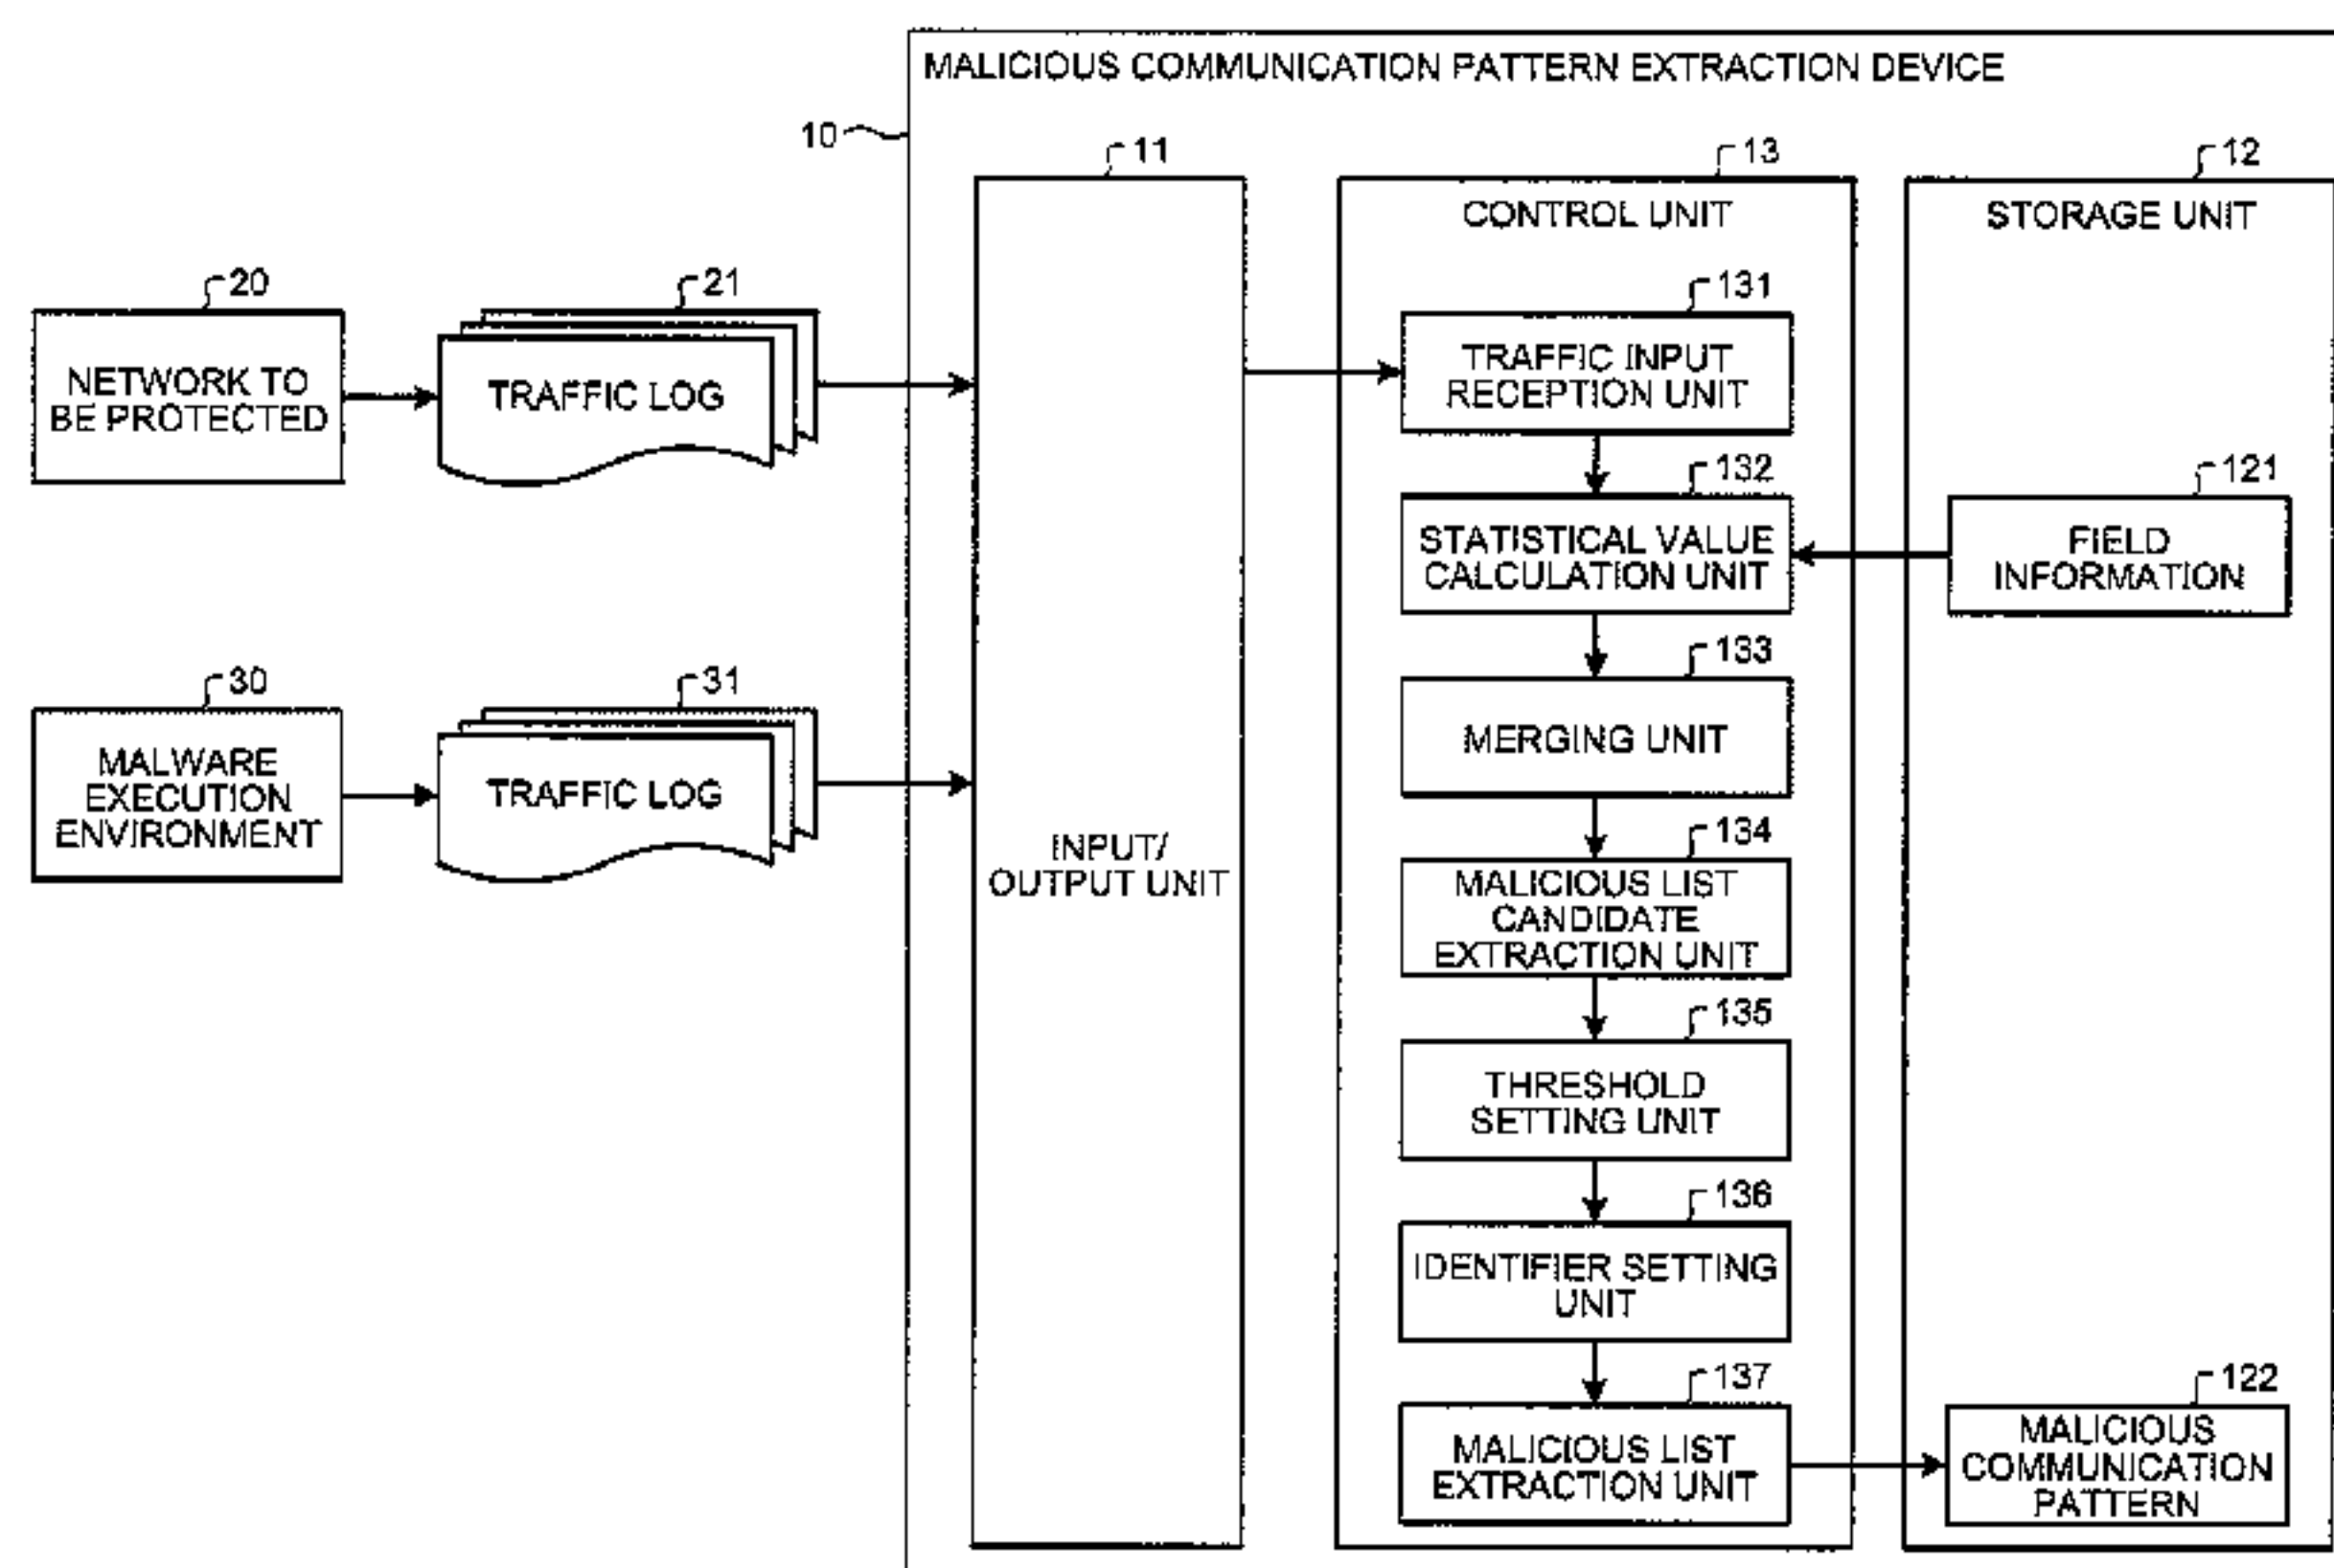 MALICIOUS COMMUNICATION PATTERN EXTRACTION DEVICE
10
11
13
12
CONTROL UNIT
STORAGE UNIT
20
21
131
NETWORK TO
BE PROTECTED
TRAFFIC LOG
TRAFFIC INPUT
RECEPTION UNIT
132
121
STATISTICAL VALUE
CALCULATION UNIT
FIELD
INFORMATION
30
31
133
MALWARE
EXECUTION
ENVIRONMENT
TRAFFIC LOG
MERGING UNIT
INPUT/
OUTPUT UNIT
134
MALICIOUS LIST
CANDIDATE
EXTRACTION UNIT
135
THRESHOLD
SETTING UNIT
136
IDENTIFIER SETTING
UNIT
137
122
MALICIOUS LIST
EXTRACTION UNIT
MALICIOUS
COMMUNICATION
PATTERN